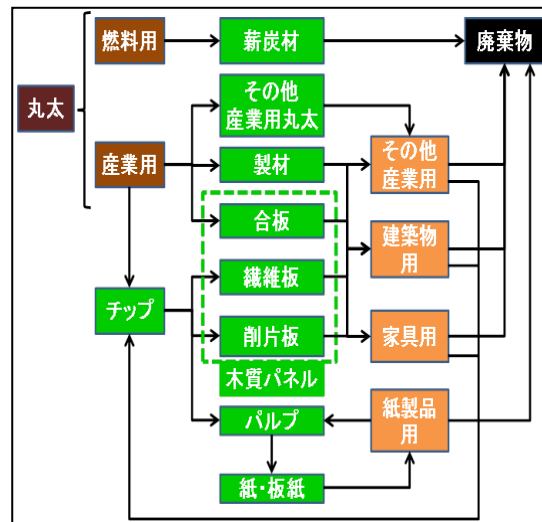 燃料用
薪炭材
廃棄物
丸太
その他
産業用丸太
産業用
製材
その他
産業用
合板
建築物
用
繊維板
チップ
削片板
家具用
木質パネル
パルプ
紙製品
用
紙・板紙